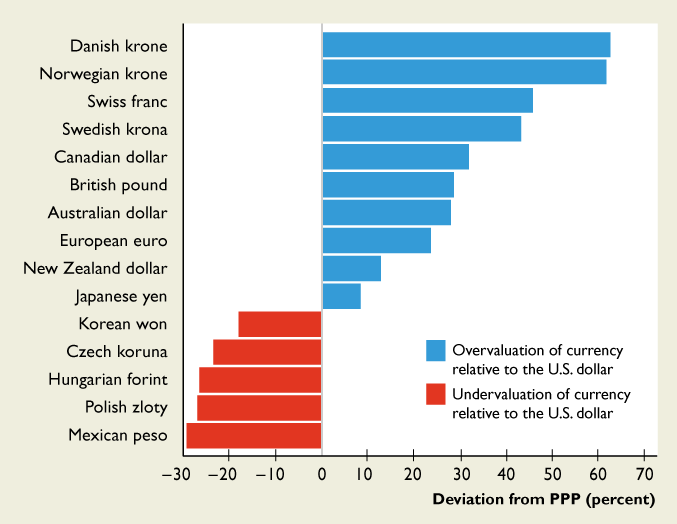 Danish krone
Norwegian krone
Swiss franc
Swedish krona
Canadian dollar
British pound
Australian dollar
European euro
New Zealand dollar
Japanese yen
Korean won
Czech koruna
Hungarian forint
Polish zloty
Mexican peso
Overvaluation of currency
relative to the U.S. dollar
Undervaluation of currency
relative to the U.S. dollar
−30 −20 −10 0 10 20 30 40 50 60 70
Deviation from PPP (percent)